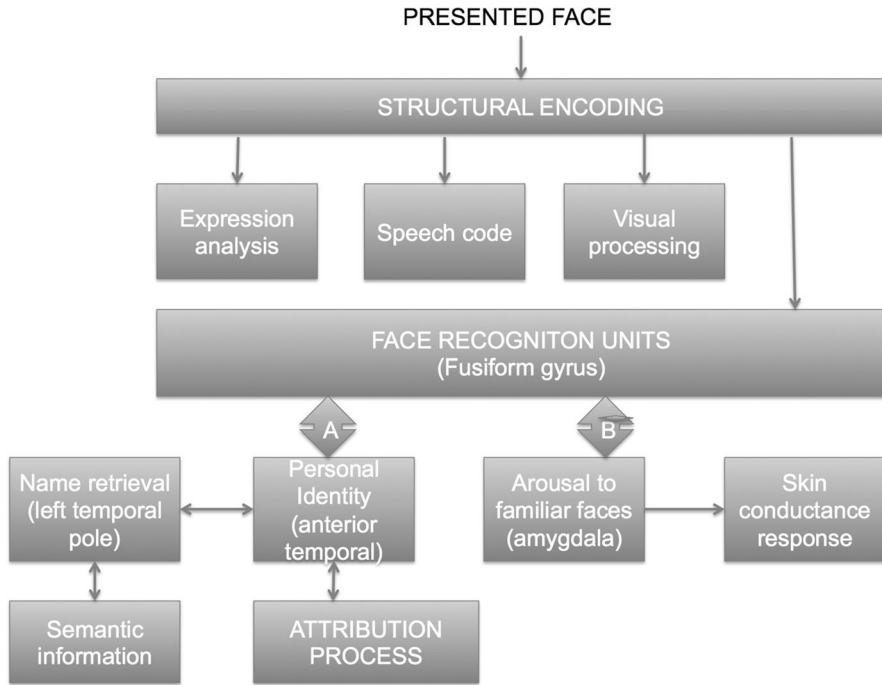 PRESENTED FACE
STRUCTURAL ENCODING
Expression
analysis
Speech code
Visual
processing
FACE RECOGNITON UNITS
(Fusiform gyrus)
A
B
Name retrieval
(left temporal
pole)
Personal
Identity
(anterior
temporal)
Arousal to
familiar faces
(amygdala)
Skin
conductance
response
Semantic
information
ATTRIBUTION
PROCESS